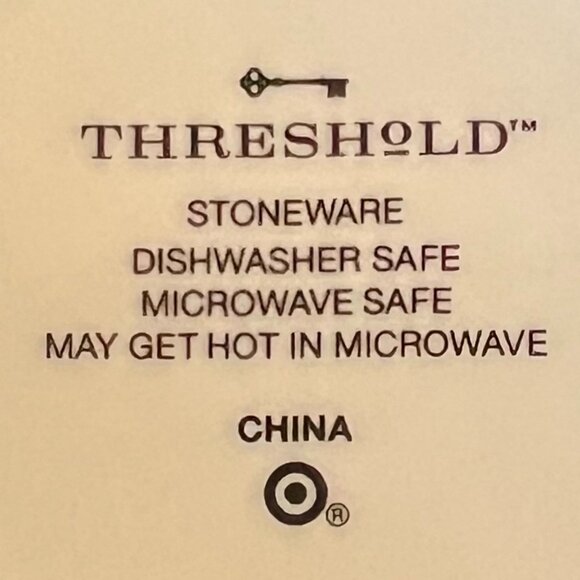 THRESHOLD™
STONEWARE
DISHWASHER SAFE
MICROWAVE SAFE
MAY GET HOT IN MICROWAVE
CHINA
®